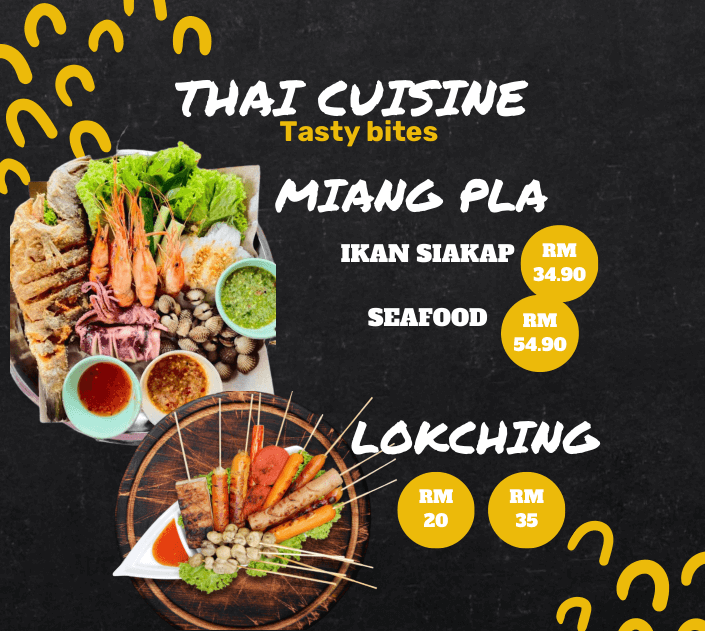 THAI CUISINE
Tasty bites
MIANG PLA
IKAN SIAKAP
RM
34.90
SEAFOOD
RM
54.90
LOKCHING
RM
20
RM
35